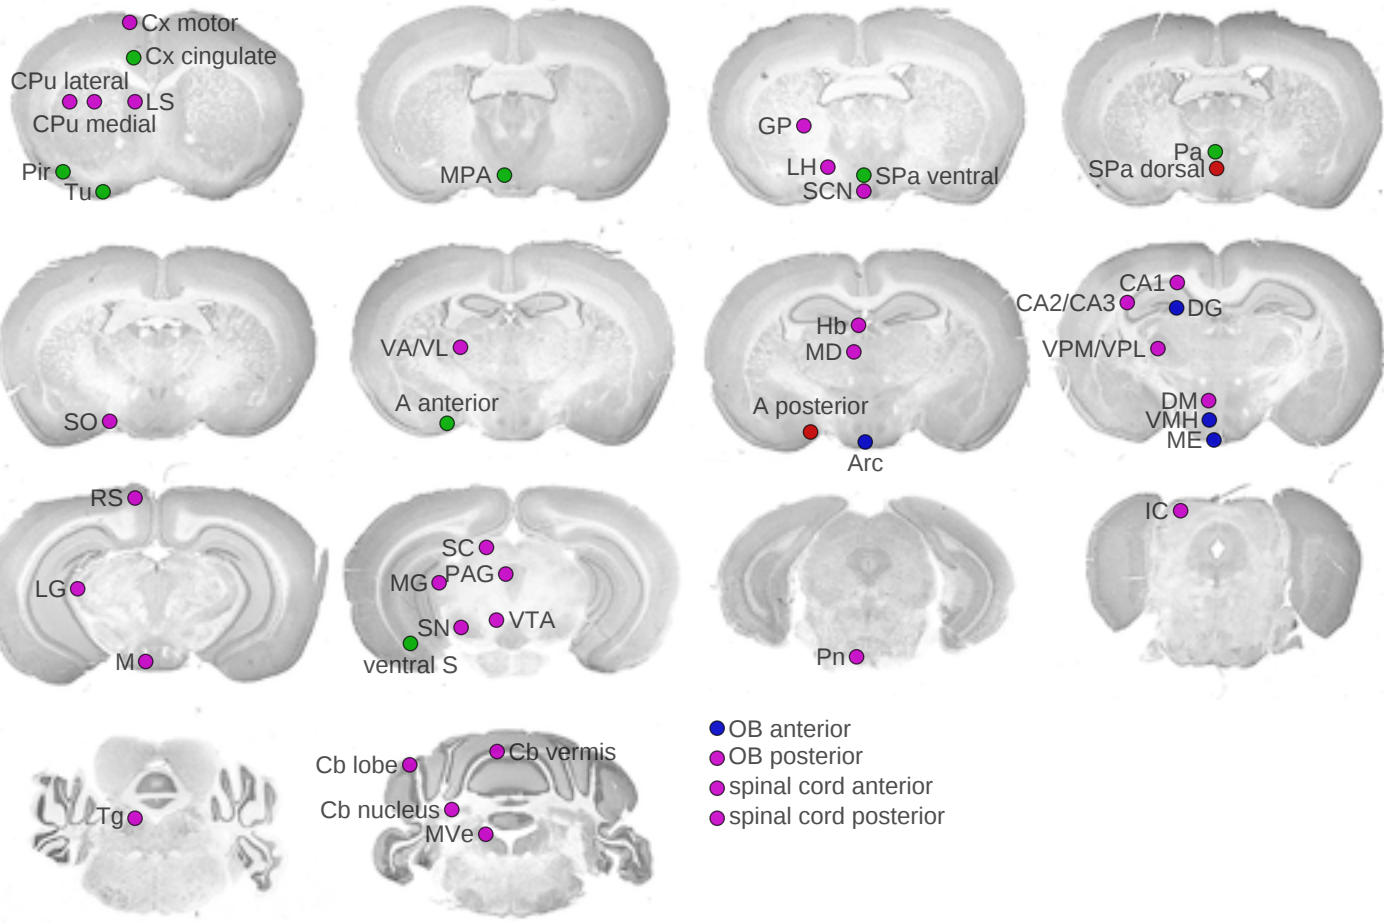 Cx motor
Cx cingulate
CPu lateral
LS
CPu medial
Pir
Tu
MPA
GP
LH
SPa ventral
SCN
Pa
SPa dorsal
SO
VA/VL
A anterior
Hb
MD
A posterior
Arc
CA1
CA2/CA3
DG
VPM/VPL
DM
VMH
ME
RS
LG
M
SC
MG
PAG
SN
VTA
ventral S
Pn
IC
Tg
Cb lobe
Cb vermis
Cb nucleus
MVe
OB anterior
OB posterior
spinal cord anterior
spinal cord posterior